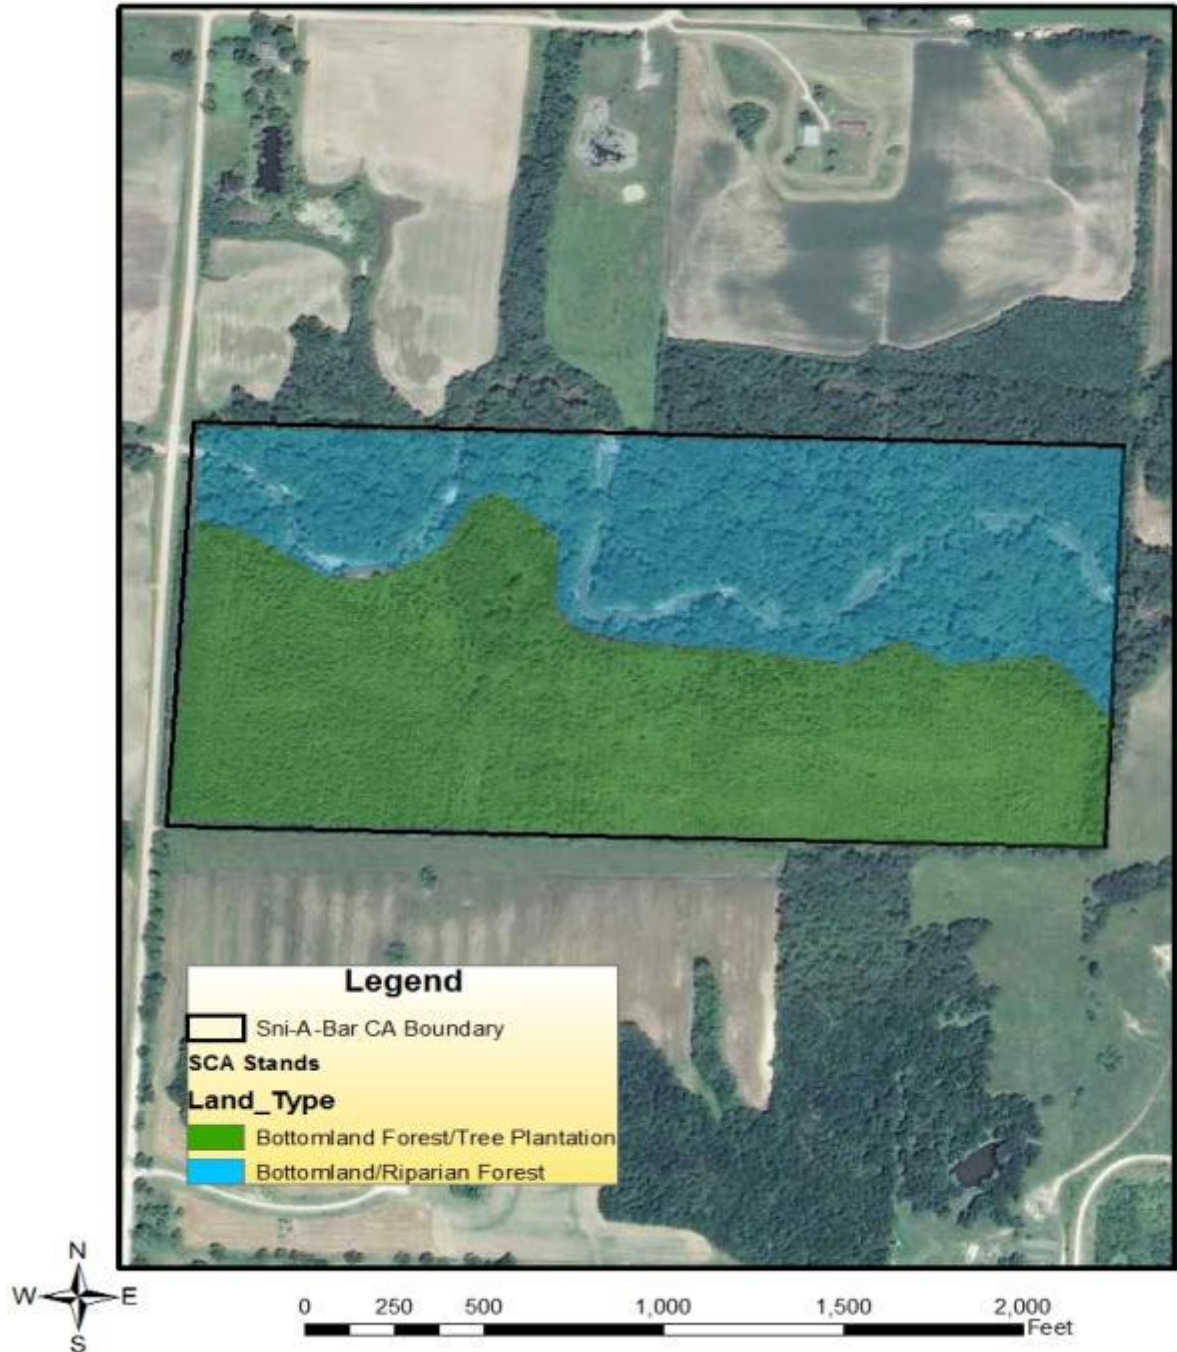 Legend
Sni-A-Bar CA Boundary
SCA Stands
Land_Type
Bottomland Forest/Tree Plantation
Bottomland/Riparian Forest
N
W E
S
0 250 500 1,000 1,500 2,000
Feet